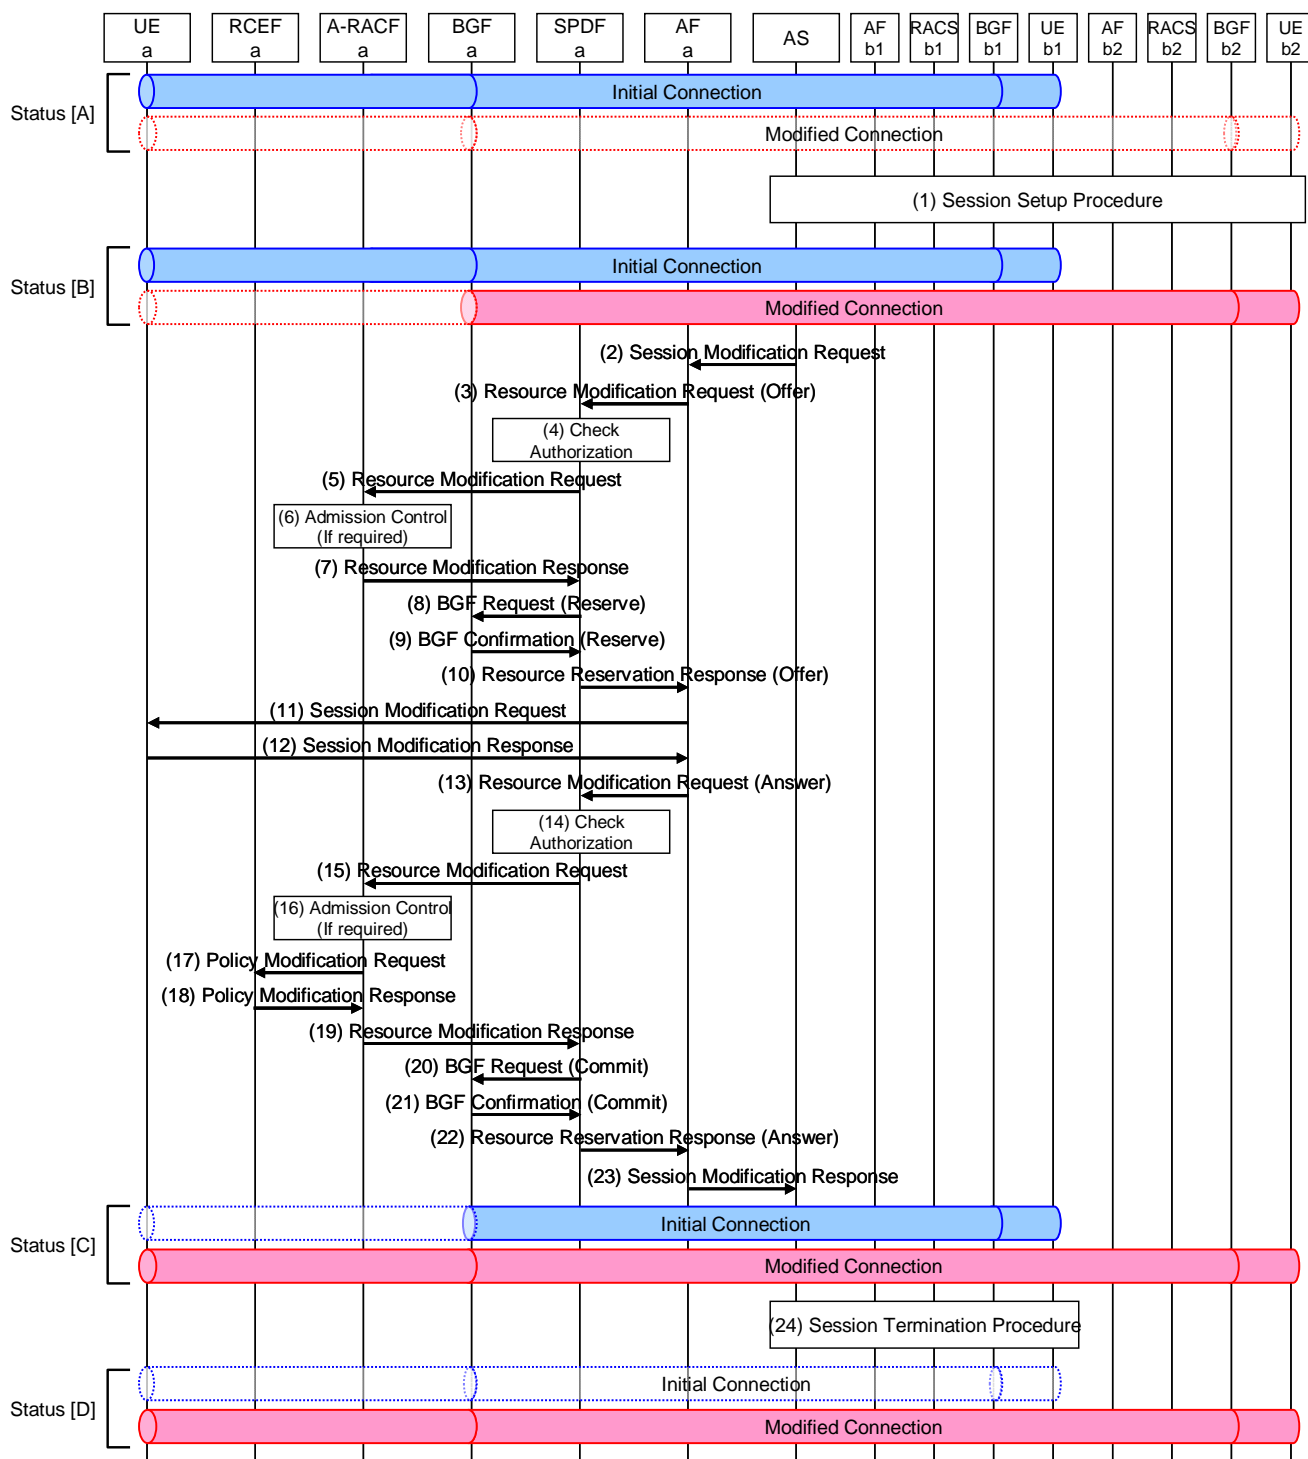 UE
a
RCEF
a
A-RACF
a
BGF
a
SPDF
a
AF
a
AS
AF
b1
RACS
b1
BGF
b1
UE
b1
AF
b2
RACS
b2
BGF
b2
UE
b2
Status [A]
Initial Connection
Modified Connection
(1) Session Setup Procedure
Status [B]
Initial Connection
Modified Connection
(2) Session Modification Request
(3) Resource Modification Request (Offer)
(4) Check
Authorization
(5) Resource Modification Request
(6) Admission Control
(If required)
(7) Resource Modification Response
(8) BGF Request (Reserve)
(9) BGF Confirmation (Reserve)
(10) Resource Reservation Response (Offer)
(11) Session Modification Request
(12) Session Modification Response
(13) Resource Modification Request (Answer)
(14) Check
Authorization
(15) Resource Modification Request
(16) Admission Control
(If required)
(17) Policy Modification Request
(18) Policy Modification Response
(19) Resource Modification Response
(20) BGF Request (Commit)
(21) BGF Confirmation (Commit)
(22) Resource Reservation Response (Answer)
(23) Session Modification Response
Status [C]
Initial Connection
Modified Connection
(24) Session Termination Procedure
Status [D]
Initial Connection
Modified Connection